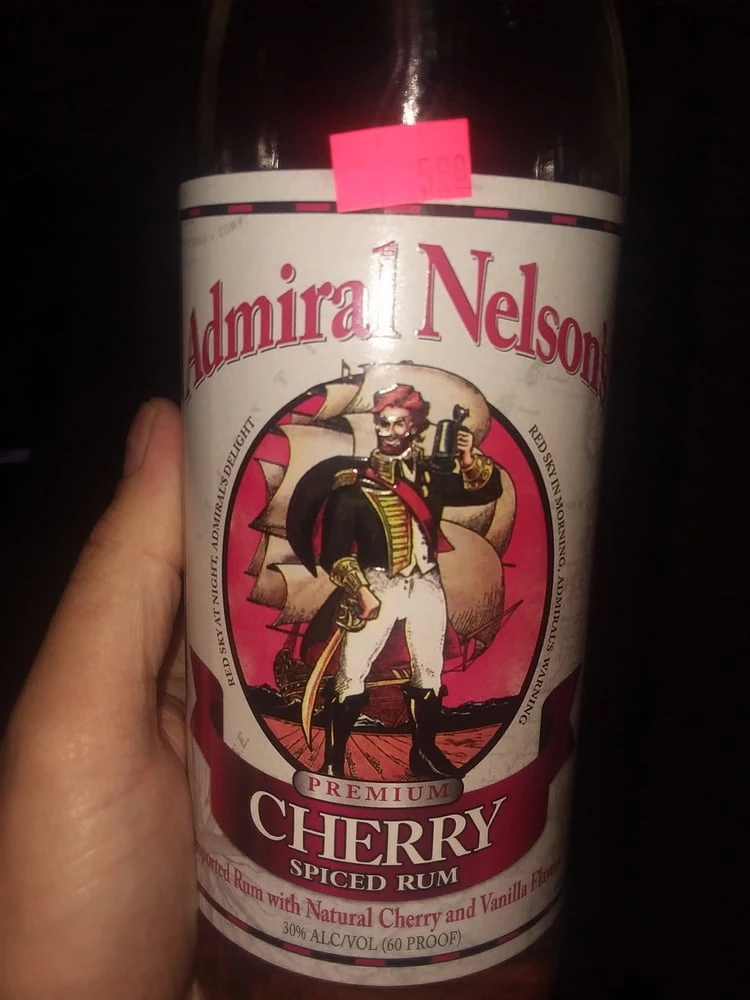 Admiral Nelson's
RED SKY AT NIGHT, ADMIRAL'S DELIGHT
RED SKY IN MORNING, ADMIRAL'S WARNING
PREMIUM
CHERRY
SPICED RUM
Rum with Natural Cherry and Vanilla
30% ALC/VOL (60 PROOF)